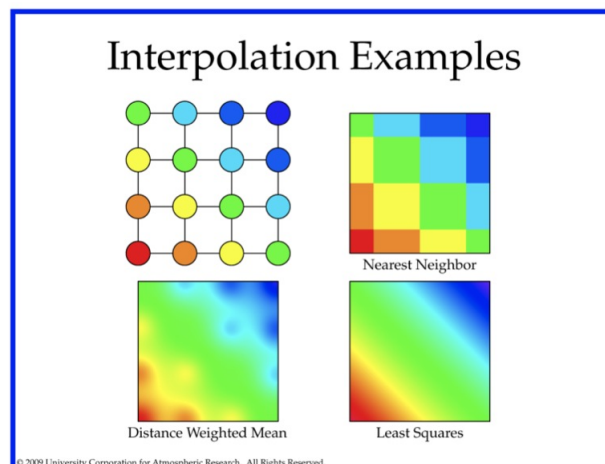 Interpolation Examples
Nearest Neighbor
Distance Weighted Mean
Least Squares
© 2009 University Corporation for Atmospheric Research. All Rights Reserved